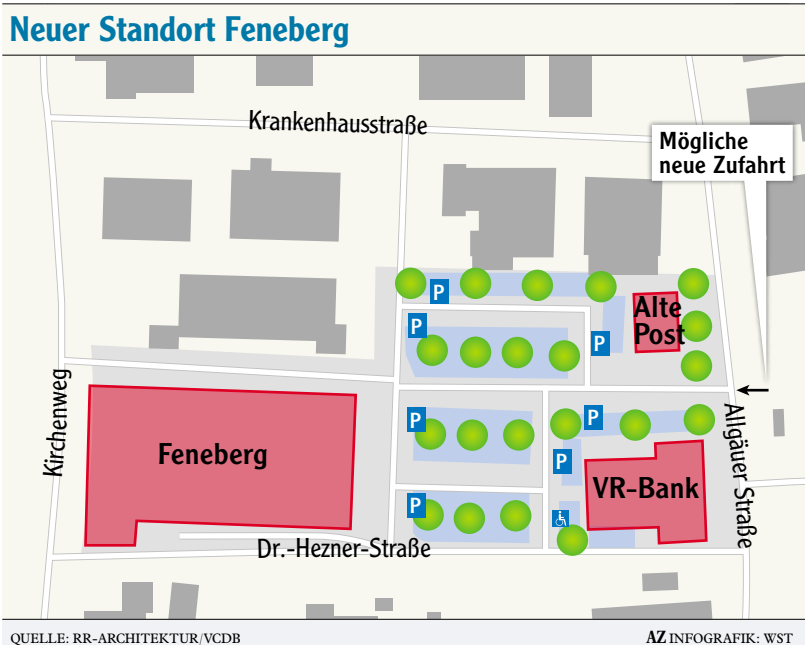 Neuer Standort Feneberg
Krankenhausstraße
Mögliche
neue Zufahrt
P
Alte
Post
P
P
Kirchenweg
Feneberg
P
P
P
VR-Bank
Allgäuer Straße
P
Dr.-Hezner-Straße
QUELLE: RR-ARCHITEKTUR/VCDB
AZ INFOGRAFIK: WST